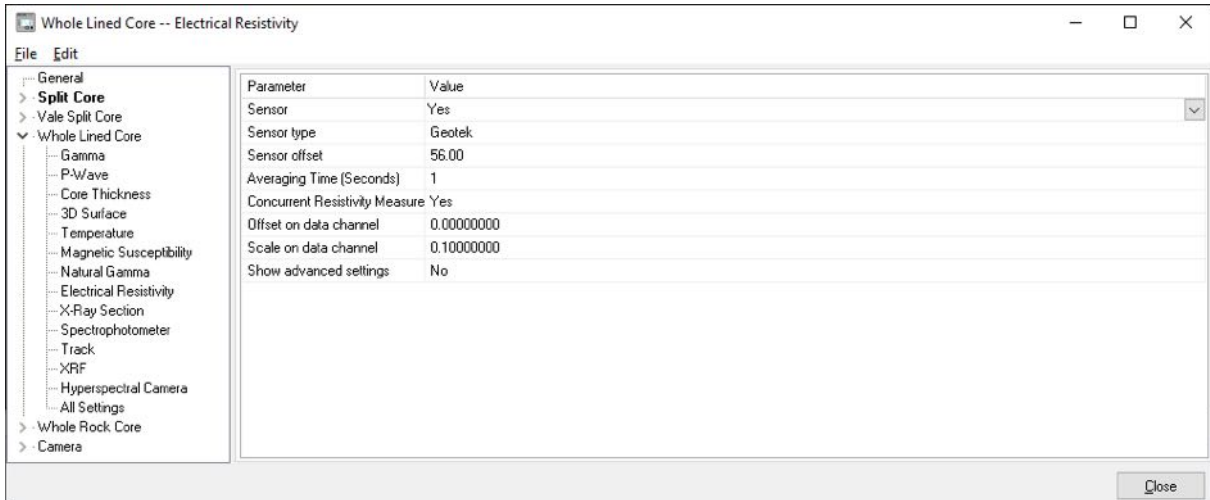 Whole Lined Core -- Electrical Resistivity
File Edit
General
Split Core
Vale Split Core
Whole Lined Core
Gamma
P-Wave
Core Thickness
3D Surface
Temperature
Magnetic Susceptibility
Natural Gamma
Electrical Resistivity
X-Ray Section
Spectrophotometer
Track
XRF
Hyperspectral Camera
All Settings
Whole Rock Core
Camera
Parameter Value
Sensor Yes
Sensor type Geotek
Sensor offset 56.00
Averaging Time (Seconds) 1
Concurrent Resistivity Measure Yes
Offset on data channel 0.00000000
Scale on data channel 0.10000000
Show advanced settings No
Close